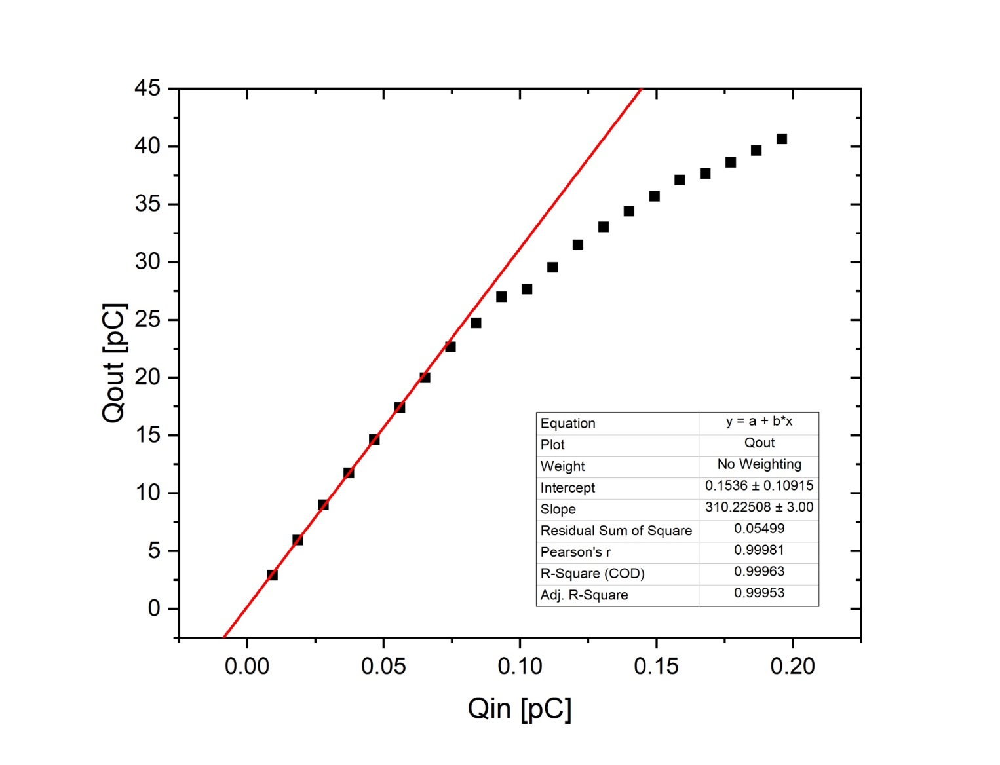 45
40
35
30
25
20
15
10
5
0
Qout [pC]
Equation y = a + b*x
Plot Qout
Weight No Weighting
Intercept 0.1536 ± 0.10915
Slope 310.22508 ± 3.00
Residual Sum of Square 0.05499
Pearson's r 0.99981
R-Square (COD) 0.99963
Adj. R-Square 0.99953
0.00 0.05 0.10 0.15 0.20
Qin [pC]